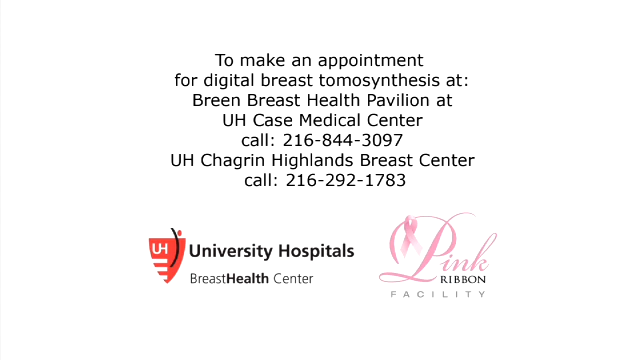 To make an appointment
for digital breast tomosynthesis at:
Breen Breast Health Pavilion at
UH Case Medical Center
call: 216-844-3097
UH Chagrin Highlands Breast Center
call: 216-292-1783
UH University Hospitals
BreastHealth Center
Pink
RIBBON
FACILITY